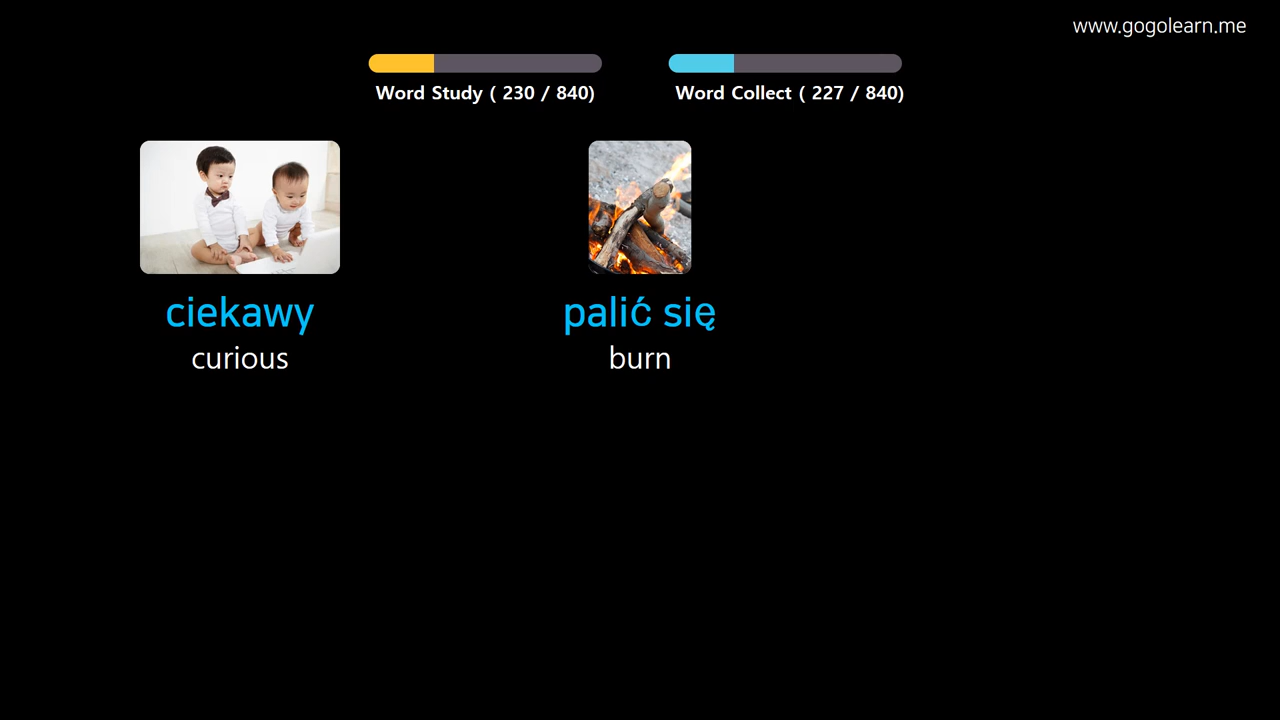 www.gogolearn.me
Word Study ( 230 / 840)
Word Collect ( 227 / 840)
ciekawy
curious
palić się
burn